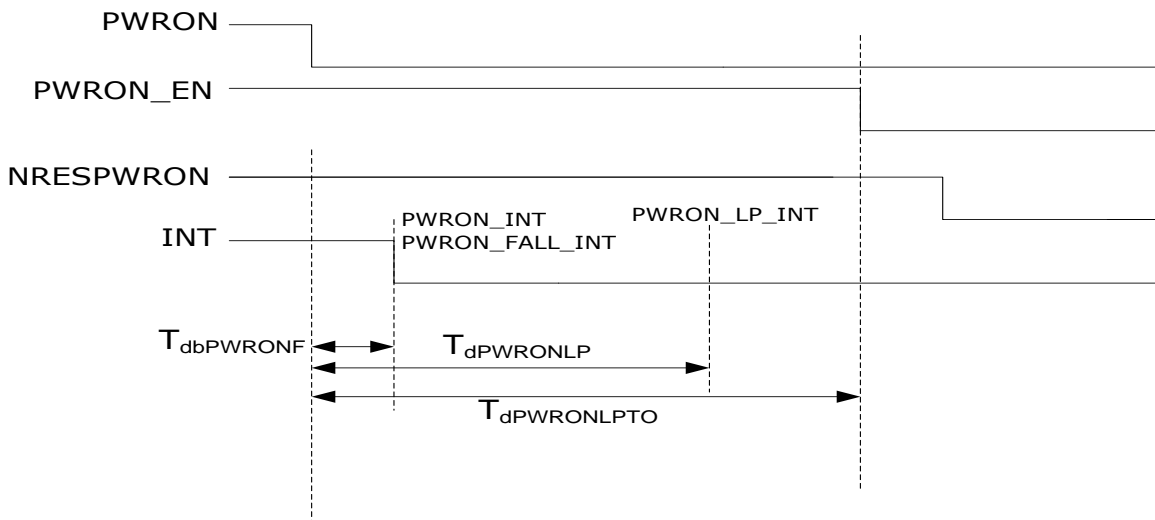 PWRON
PWRON_EN
NRESPWRON
INT
PWRON_INT
PWRON_FALL_INT
PWRON_LP_INT
TdbPWRONF
TdPWRONLP
TdPWRONLPTO